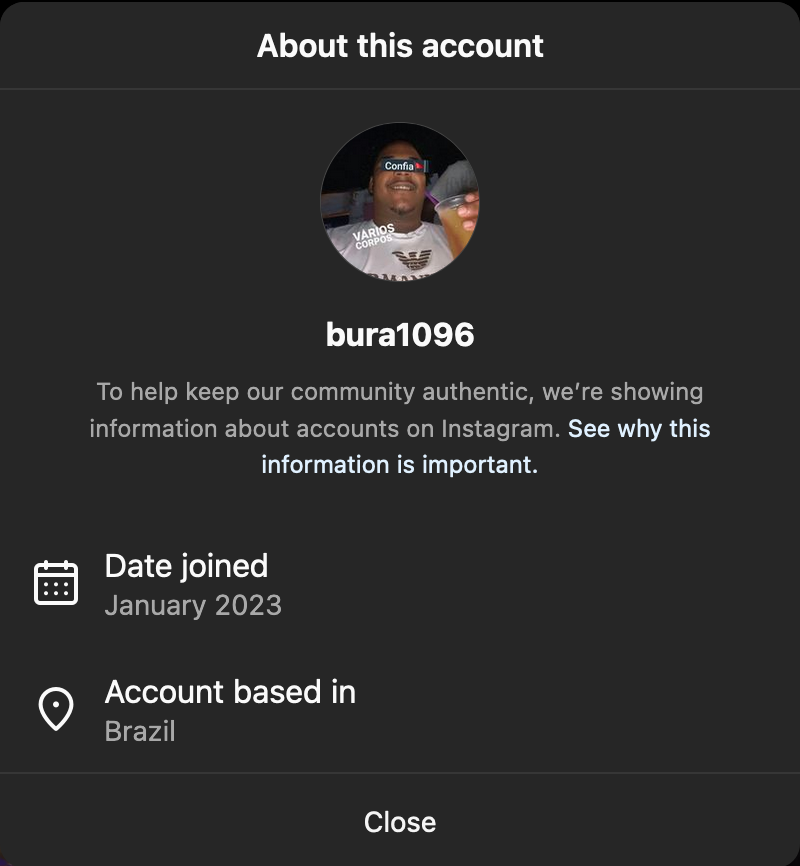 About this account
Confia
VÁRIOS
CORPOS
bura1096
To help keep our community authentic, we're showing
information about accounts on Instagram. See why this
information is important.
Date joined
January 2023
Account based in
Brazil
Close